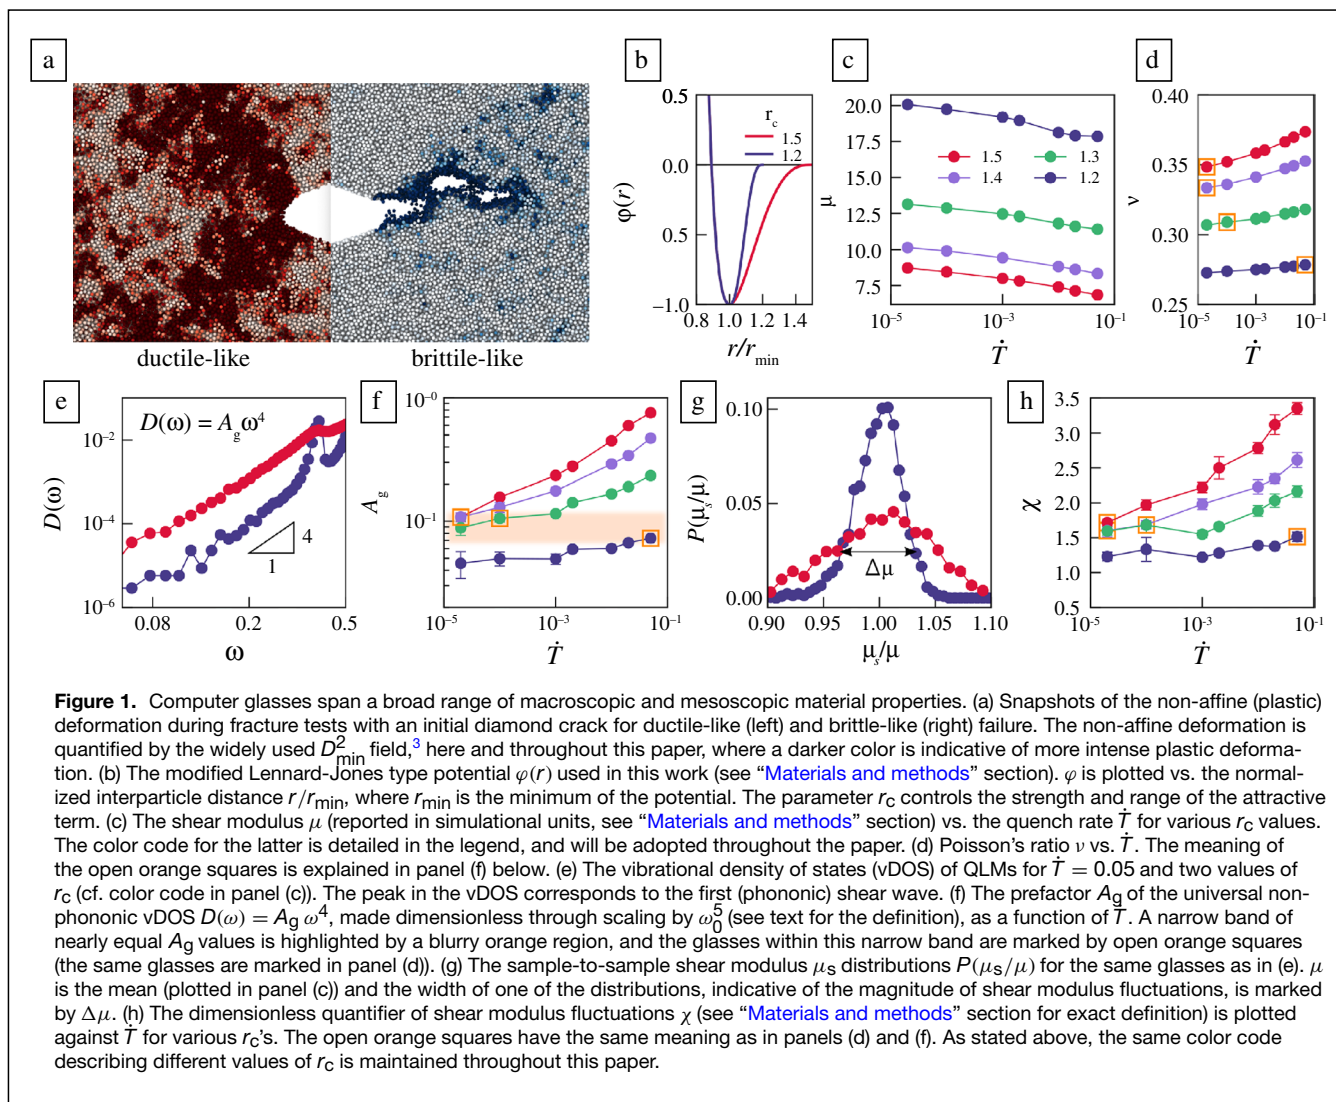 a
ductile-like
brittile-like
b
φ(r)
0.5
0.0
0.5
−1.0
r_c
1.5
1.2
0.8
1.0
1.2
1.4
r/r_min
c
μ
20.0
17.5
15.0
12.5
10.0
7.5
1.5
1.3
1.4
1.2
10⁻⁵
10⁻³
10⁻¹
Ṫ
d
ν
0.40
0.35
0.30
0.25
10⁻⁵
10⁻³
10⁻¹
Ṫ
e
D(ω)
D(ω) = A_g ω⁴
10⁻²
10⁻⁴
10⁻⁶
4
1
0.08
0.2
0.5
ω
f
A_g
10⁻⁰
10⁻¹
10⁻⁵
10⁻³
10⁻¹
Ṫ
g
P(μ_s/μ)
0.10
0.05
0.00
Δμ
0.90
0.95
1.00
1.05
1.10
μ_s/μ
h
χ
3.5
3.0
2.5
2.0
1.5
1.0
0.5
10⁻⁵
10⁻³
10⁻¹
Ṫ
Figure 1. Computer glasses span a broad range of macroscopic and mesoscopic material properties. (a) Snapshots of the non-affine (plastic)
deformation during fracture tests with an initial diamond crack for ductile-like (left) and brittle-like (right) failure. The non-affine deformation is
quantified by the widely used D²_min field,³ here and throughout this paper, where a darker color is indicative of more intense plastic deforma-
tion. (b) The modified Lennard-Jones type potential φ(r) used in this work (see “Materials and methods” section). φ is plotted vs. the normal-
ized interparticle distance r/r_min, where r_min is the minimum of the potential. The parameter r_c controls the strength and range of the attractive
term. (c) The shear modulus μ (reported in simulational units, see “Materials and methods” section) vs. the quench rate Ṫ for various r_c values.
The color code for the latter is detailed in the legend, and will be adopted throughout the paper. (d) Poisson’s ratio ν vs. Ṫ. The meaning of
the open orange squares is explained in panel (f) below. (e) The vibrational density of states (vDOS) of QLMs for Ṫ = 0.05 and two values of
r_c (cf. color code in panel (c)). The peak in the vDOS corresponds to the first (phononic) shear wave. (f) The prefactor A_g of the universal non-
phononic vDOS D(ω) = A_g ω⁴, made dimensionless through scaling by ω₀⁵ (see text for the definition), as a function of Ṫ. A narrow band of
nearly equal A_g values is highlighted by a blurry orange region, and the glasses within this narrow band are marked by open orange squares
(the same glasses are marked in panel (d)). (g) The sample-to-sample shear modulus μ_s distributions P(μ_s/μ) for the same glasses as in (e). μ
is the mean (plotted in panel (c)) and the width of one of the distributions, indicative of the magnitude of shear modulus fluctuations, is marked
by Δμ. (h) The dimensionless quantifier of shear modulus fluctuations χ (see “Materials and methods” section for exact definition) is plotted
against Ṫ for various r_c’s. The open orange squares have the same meaning as in panels (d) and (f). As stated above, the same color code
describing different values of r_c is maintained throughout this paper.